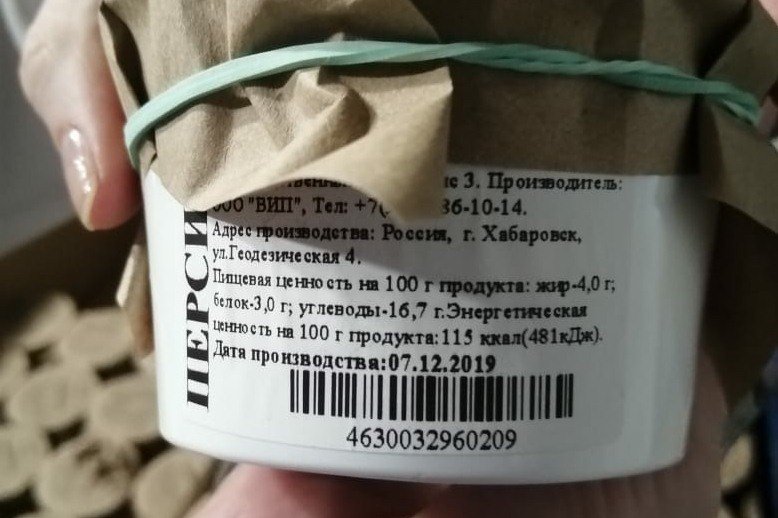 3. Производитель:
ООО "ВИП", Тел: +7( 86-10-14.
Адрес производства: Россия, г. Хабаровск,
ул.Геодезическая 4.
Пищевая ценность на 100 г продукта: жир-4,0 г;
белок-3,0 г; углеводы-16,7 г.Энергетическая
ценность на 100 г продукта:115 ккал(481кДж).
Дата производства:07.12.2019
4630032960209
ПЕРСИ